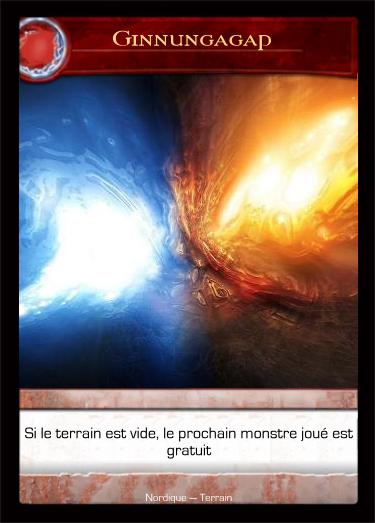 Ginnungagap
Si le terrain est vide, le prochain monstre joué est
gratuit
Nordique — Terrain